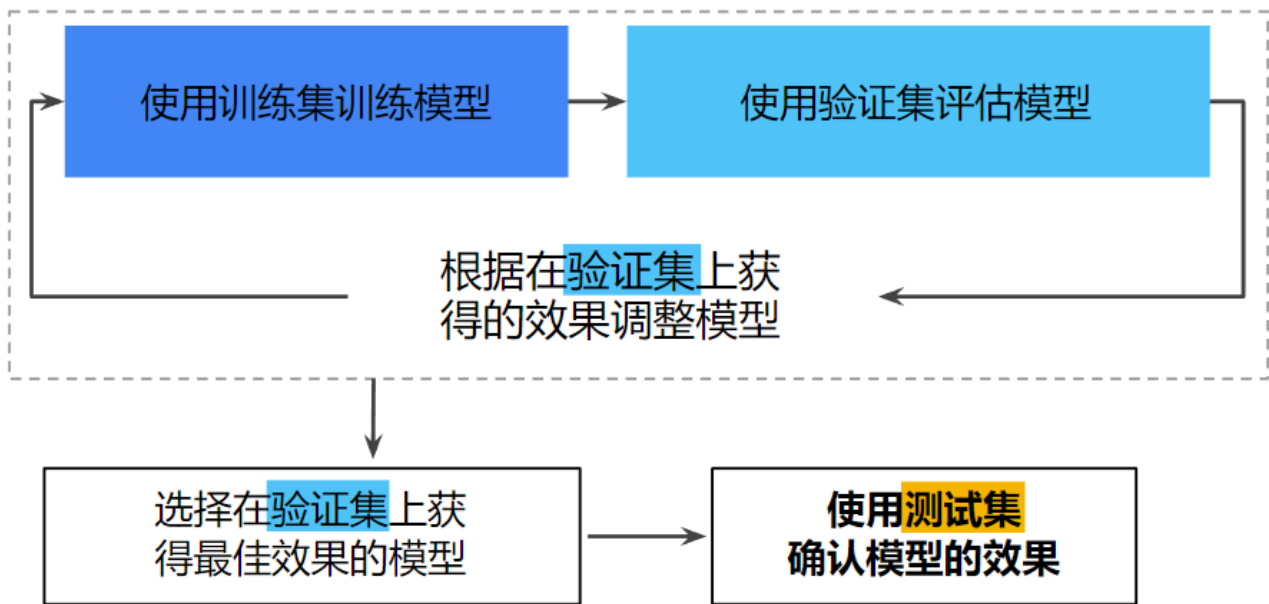 使用训练集训练模型
使用验证集评估模型
根据在验证集上获
得的效果调整模型
选择在验证集上获
得最佳效果的模型
使用测试集
确认模型的效果